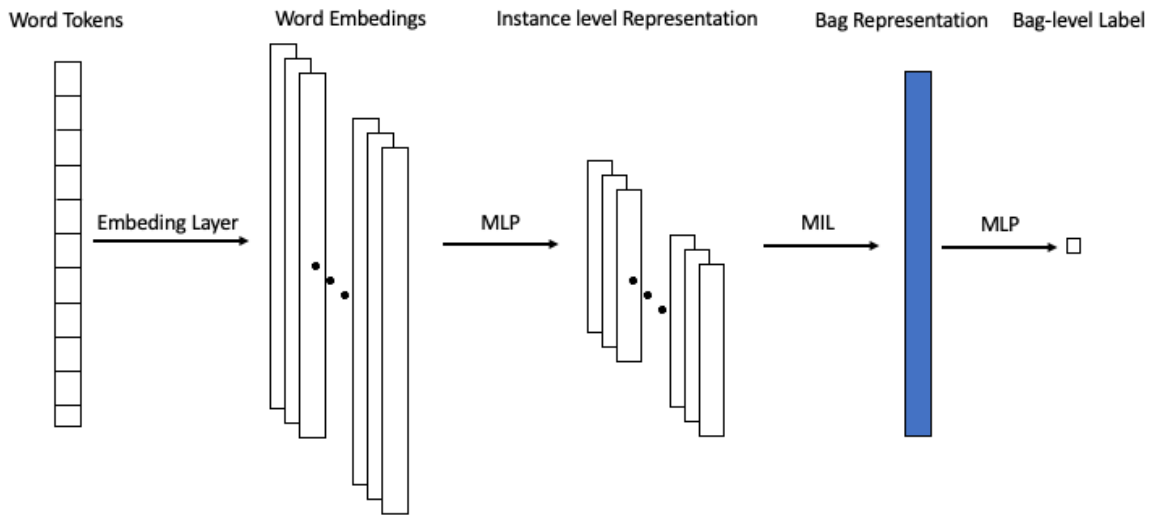 Word Tokens
Word Embedings
Instance level Representation
Bag Representation
Bag-level Label
Embeding Layer
MLP
MIL
MLP